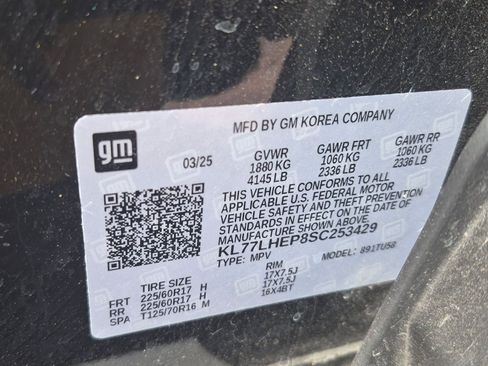 gm
MFD BY GM KOREA COMPANY
03/25
GVWR GAWR FRT GAWR RR
1880 KG 1060 KG 1060 KG
4145 LB 2336 LB 2336 LB
THIS VEHICLE CONFORMS TO ALL
APPLICABLE U.S. FEDERAL MOTOR
VEHICLE SAFETY AND THEFT PREVENTION
STANDARDS IN EFFECT ON THE DATE OF
MANUFACTURE SHOWN ABOVE.
KL77LHEP8SC253429
TYPE: MPV MODEL: 891TU58
TIRE SIZE RIM
FRT 225/60R17 H 17X7.5J
RR 225/60R17 H 17X7.5J
SPA T125/70R16 M 16X4BT